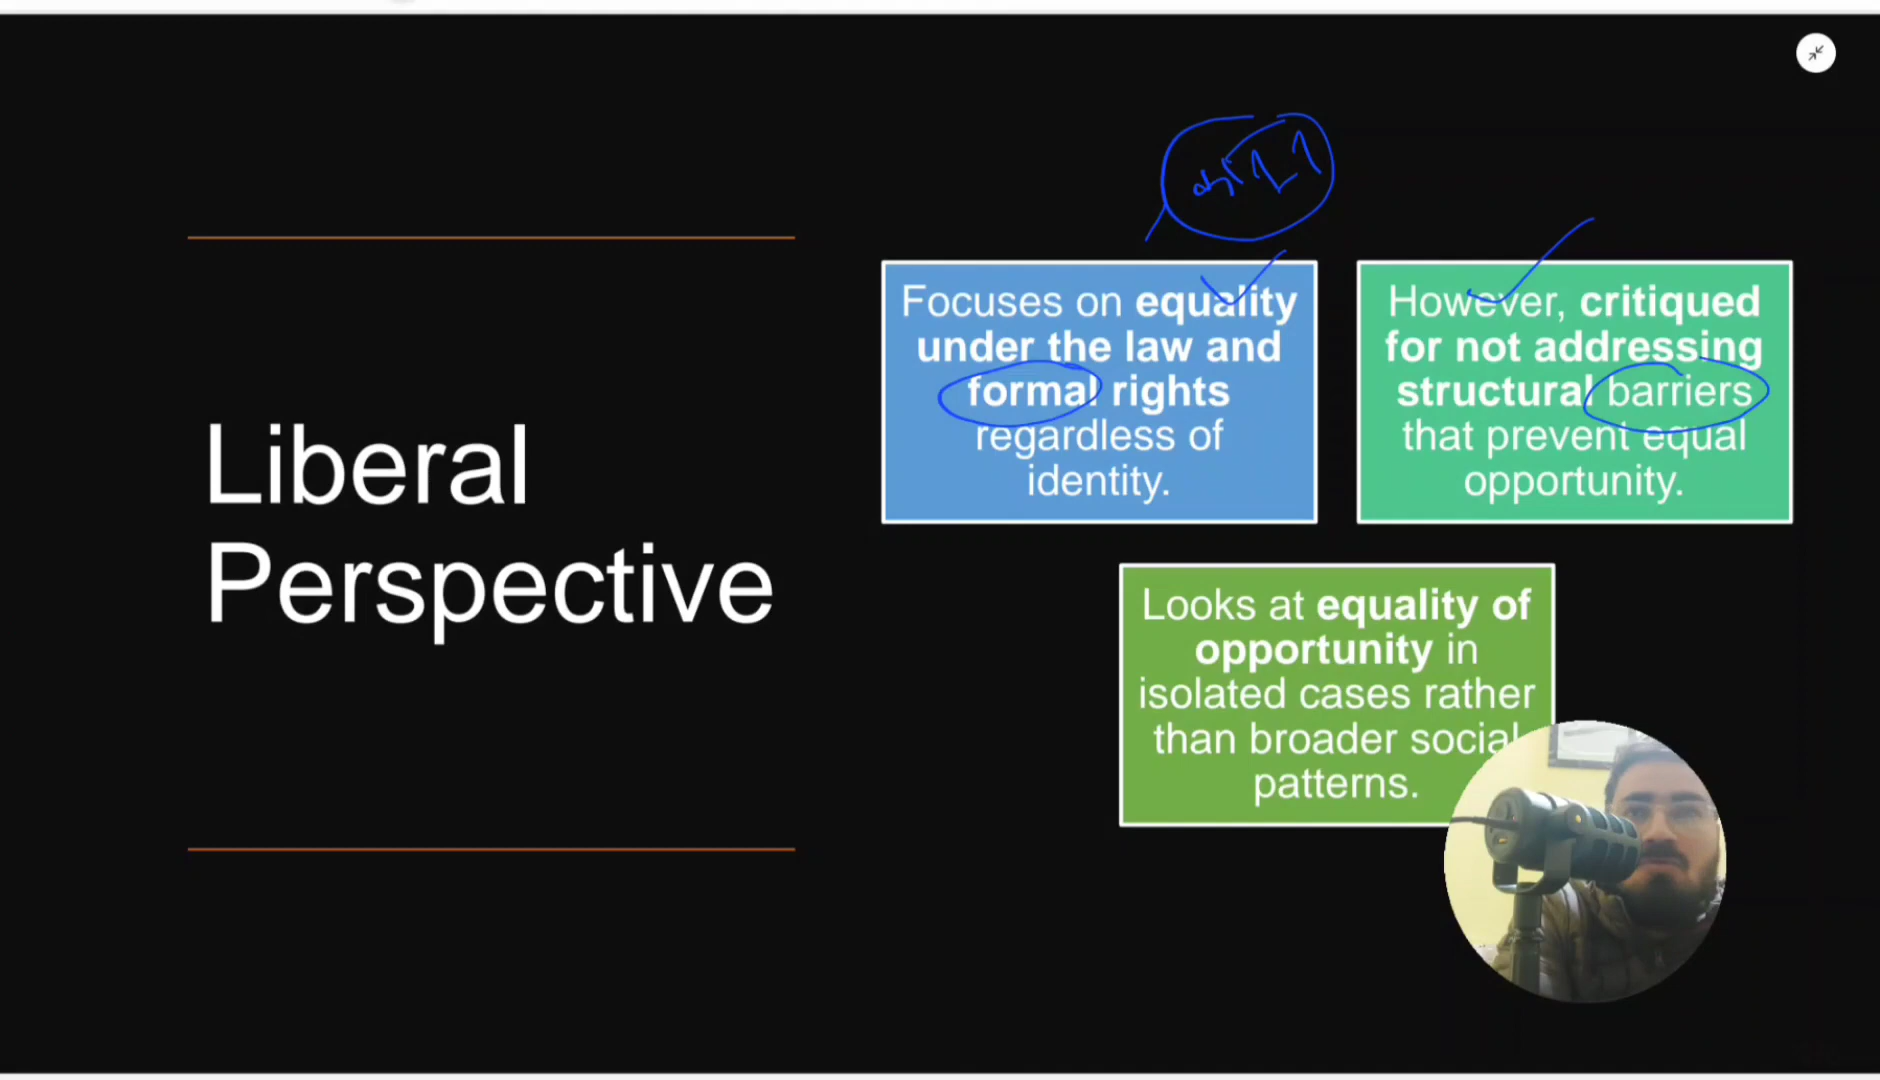 Liberal
Perspective
Focuses on equality
under the law and
formal rights
regardless of
identity.
However, critiqued
for not addressing
structural barriers
that prevent equal
opportunity.
Looks at equality of
opportunity in
isolated cases rather
than broader social
patterns.